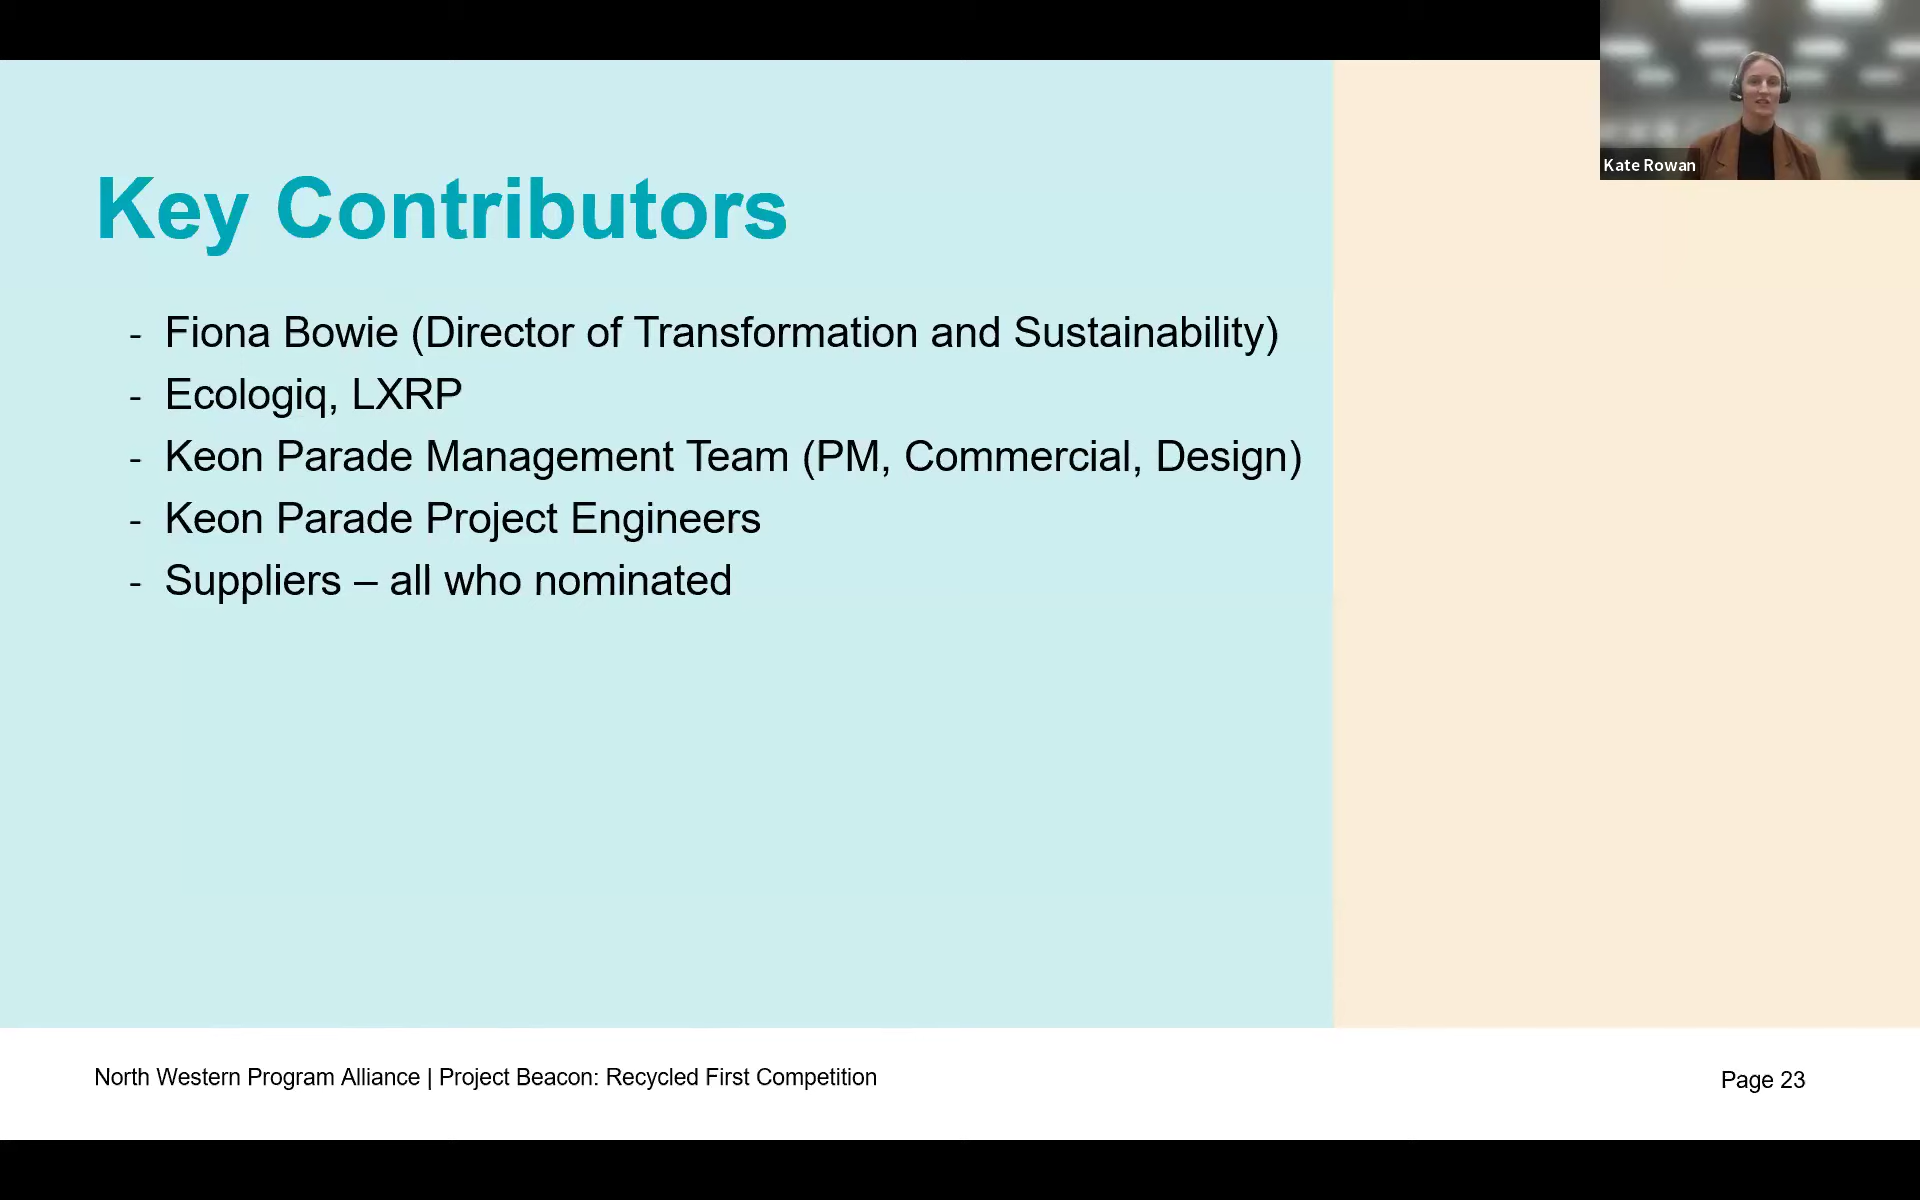 Kate Rowan
Key Contributors
- Fiona Bowie (Director of Transformation and Sustainability)
- Ecologiq, LXRP
- Keon Parade Management Team (PM, Commercial, Design)
- Keon Parade Project Engineers
- Suppliers – all who nominated
North Western Program Alliance | Project Beacon: Recycled First Competition
Page 23